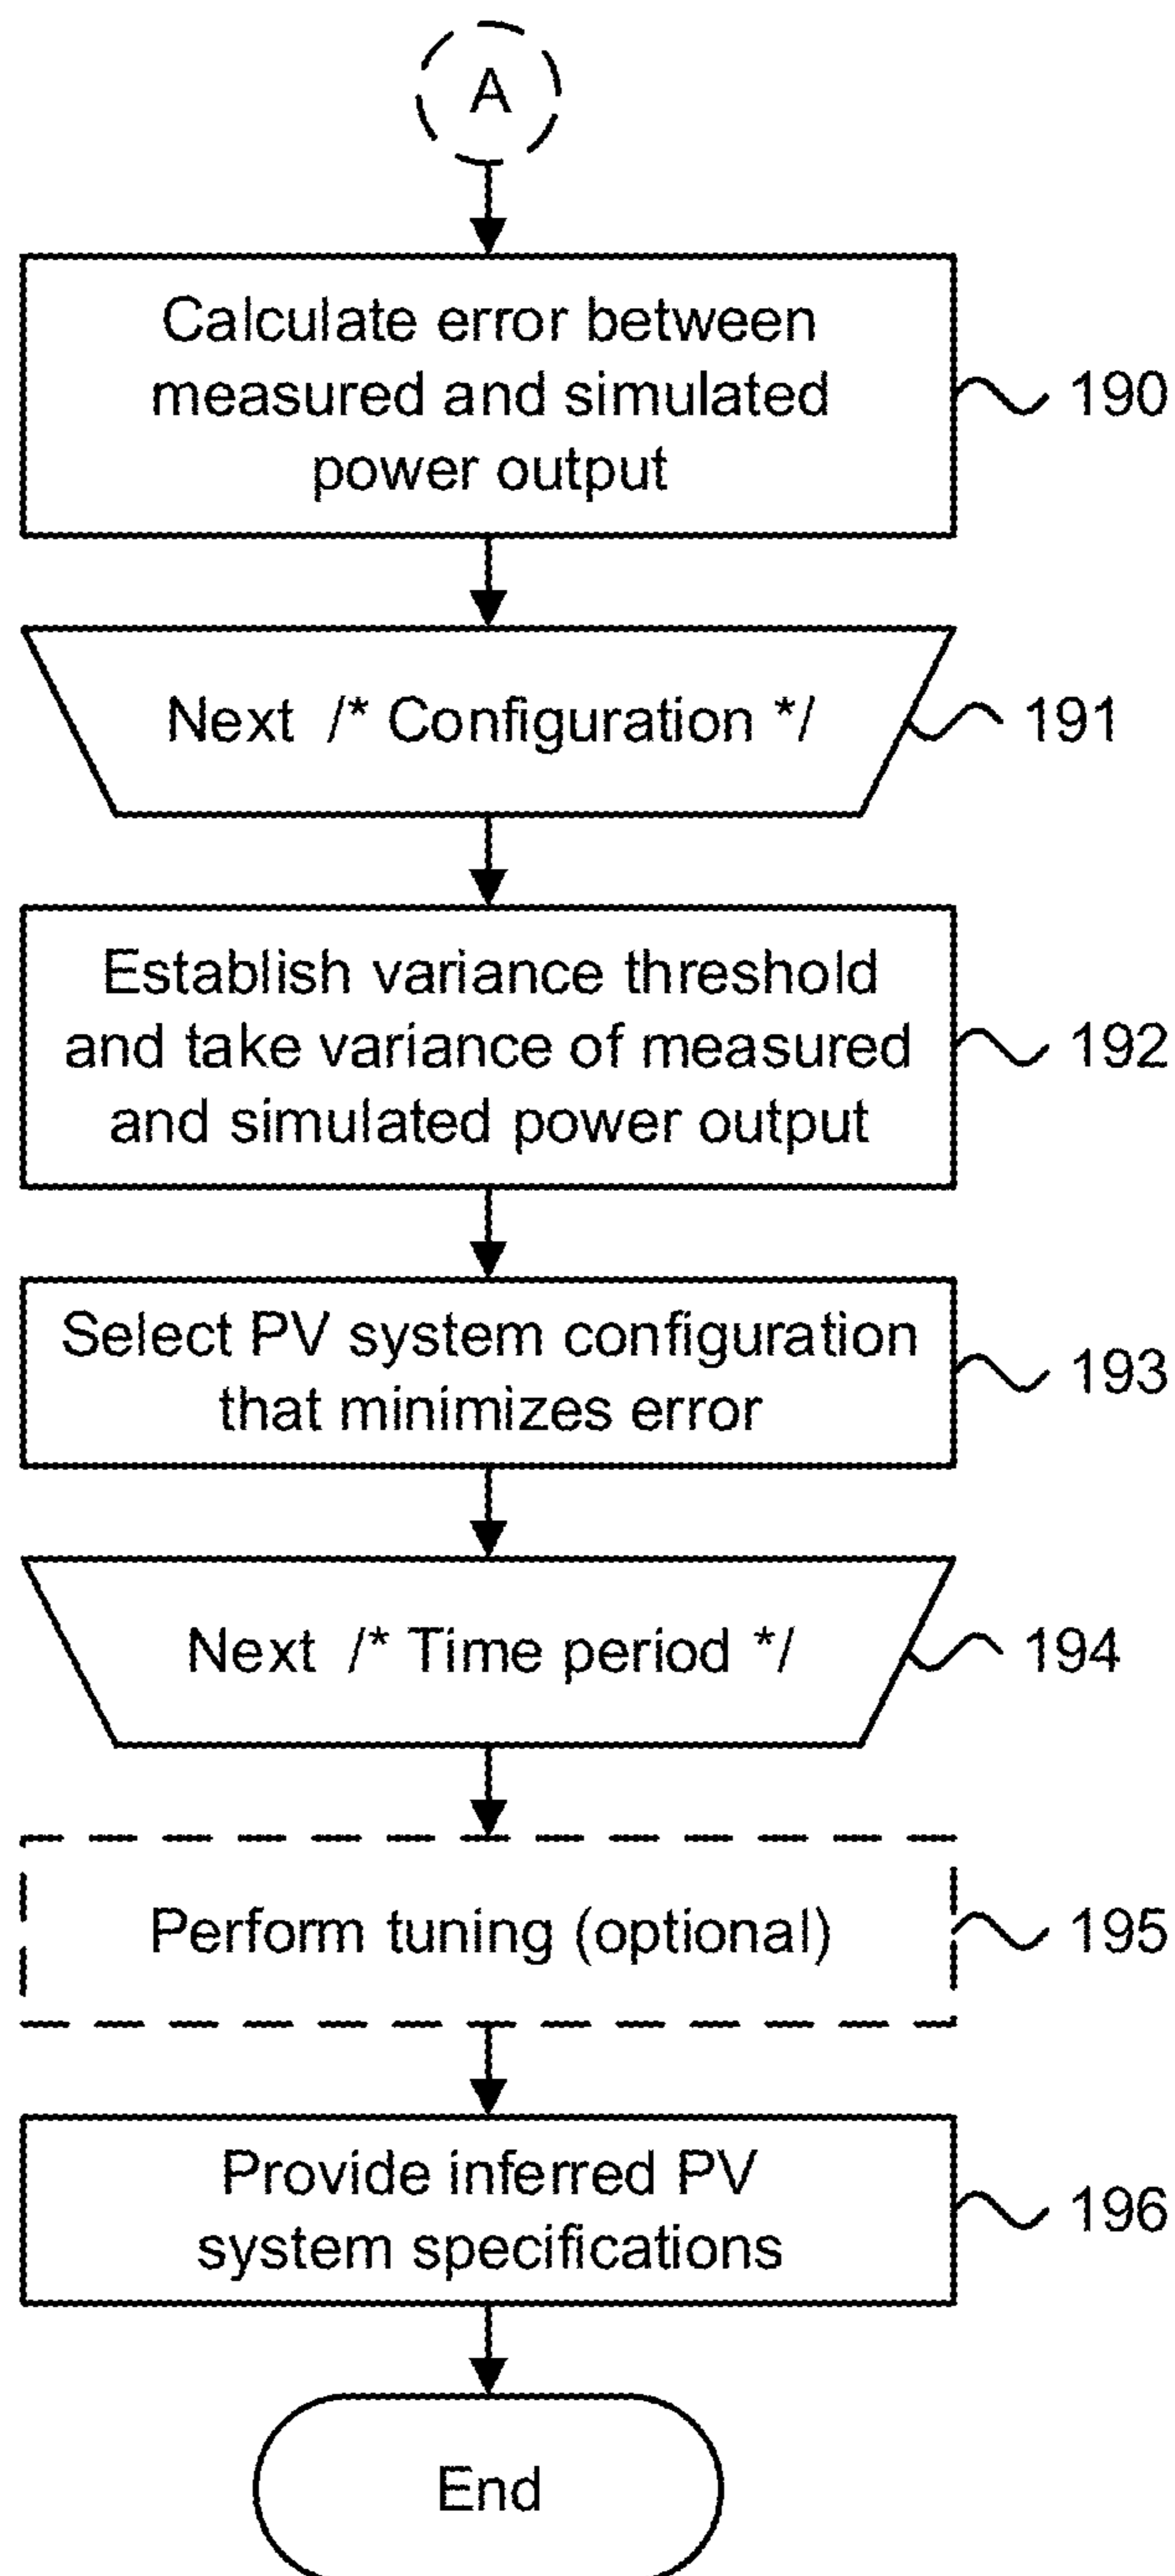 A
Calculate error between
measured and simulated
power output
190
Next /* Configuration */
191
Establish variance threshold
and take variance of measured
and simulated power output
192
Select PV system configuration
that minimizes error
193
Next /* Time period */
194
Perform tuning (optional)
195
Provide inferred PV
system specifications
196
End